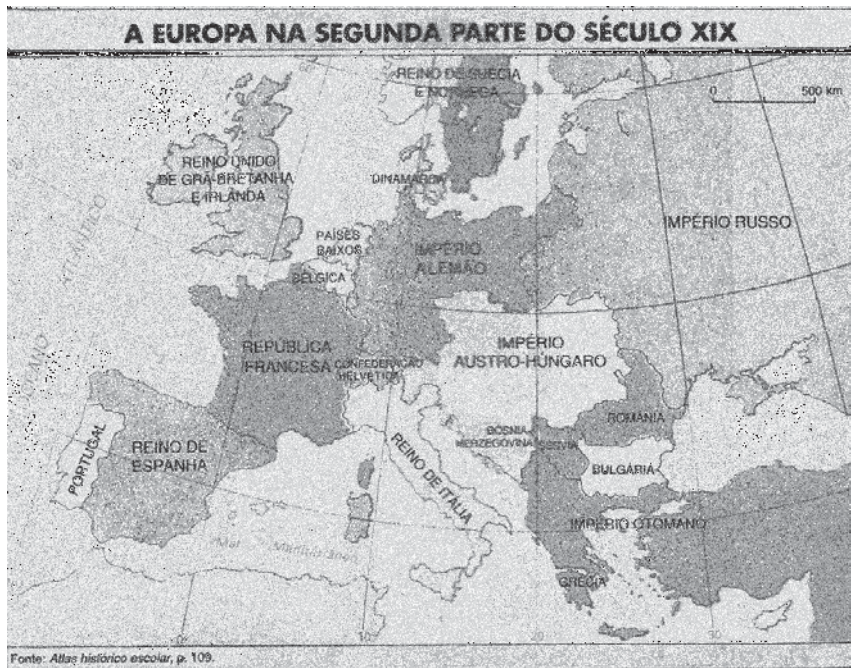 A EUROPA NA SEGUNDA PARTE DO SÉCULO XIX
REINO DE SUÉCIA
E NORUEGA
0 500 km
REINO UNIDO
DE GRÃ-BRETANHA
E IRLANDA
DINAMARCA
IMPÉRIO RUSSO
PAÍSES
BAIXOS
IMPÉRIO
ALEMÃO
BÉLGICA
IMPÉRIO
AUSTRO-HÚNGARO
REPÚBLICA
FRANCESA
CONFEDERAÇÃO
HELVÉTICA
ROMÂNIA
BÓSNIA
HERZEGOVINA
SÉRVIA
PORTUGAL
REINO DE
ESPANHA
REINO DE ITÁLIA
BULGÁRIA
IMPÉRIO OTOMANO
Mar
GRÉCIA
Fonte: Atlas histórico escolar, p. 109.